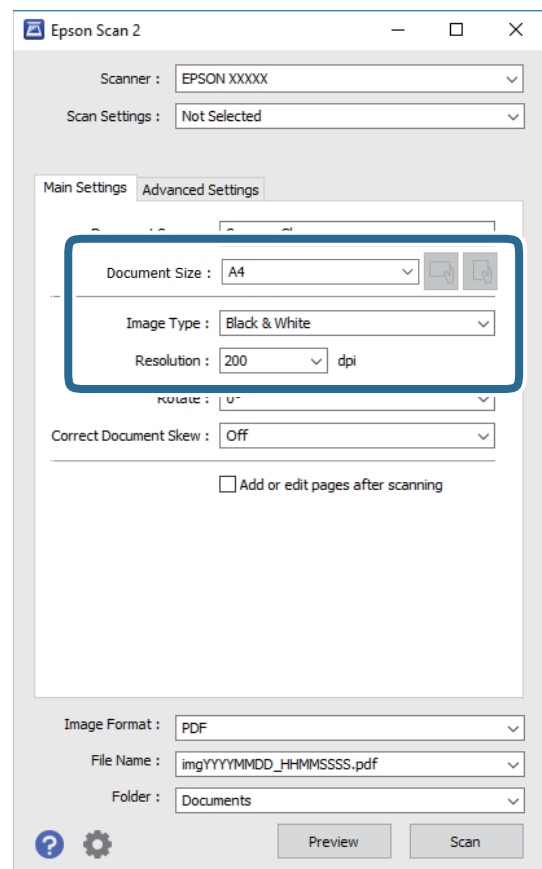 Epson Scan 2
Scanner : EPSON XXXXX
Scan Settings : Not Selected
Main Settings Advanced Settings
Document Size : A4
Image Type : Black & White
Resolution : 200 dpi
Rotate : 0°
Correct Document Skew : Off
Add or edit pages after scanning
Image Format : PDF
File Name : imgYYYYMMDD_HHMMSSSS.pdf
Folder : Documents
? Preview Scan